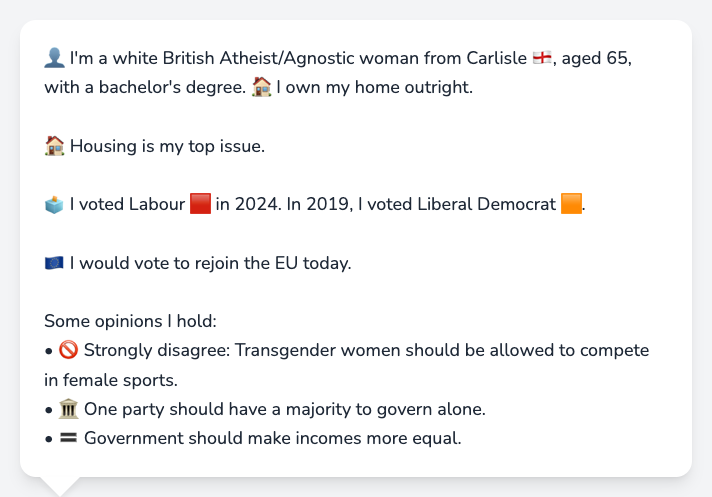 👤 I'm a white British Atheist/Agnostic woman from Carlisle 🏴󠁧󠁢󠁥󠁮󠁧󠁿, aged 65,
with a bachelor's degree. 🏠 I own my home outright.
🏠 Housing is my top issue.
🗳️ I voted Labour 🟥 in 2024. In 2019, I voted Liberal Democrat 🟧.
🇪🇺 I would vote to rejoin the EU today.
Some opinions I hold:
• 🚫 Strongly disagree: Transgender women should be allowed to compete
in female sports.
• 🏛️ One party should have a majority to govern alone.
• 🟰 Government should make incomes more equal.